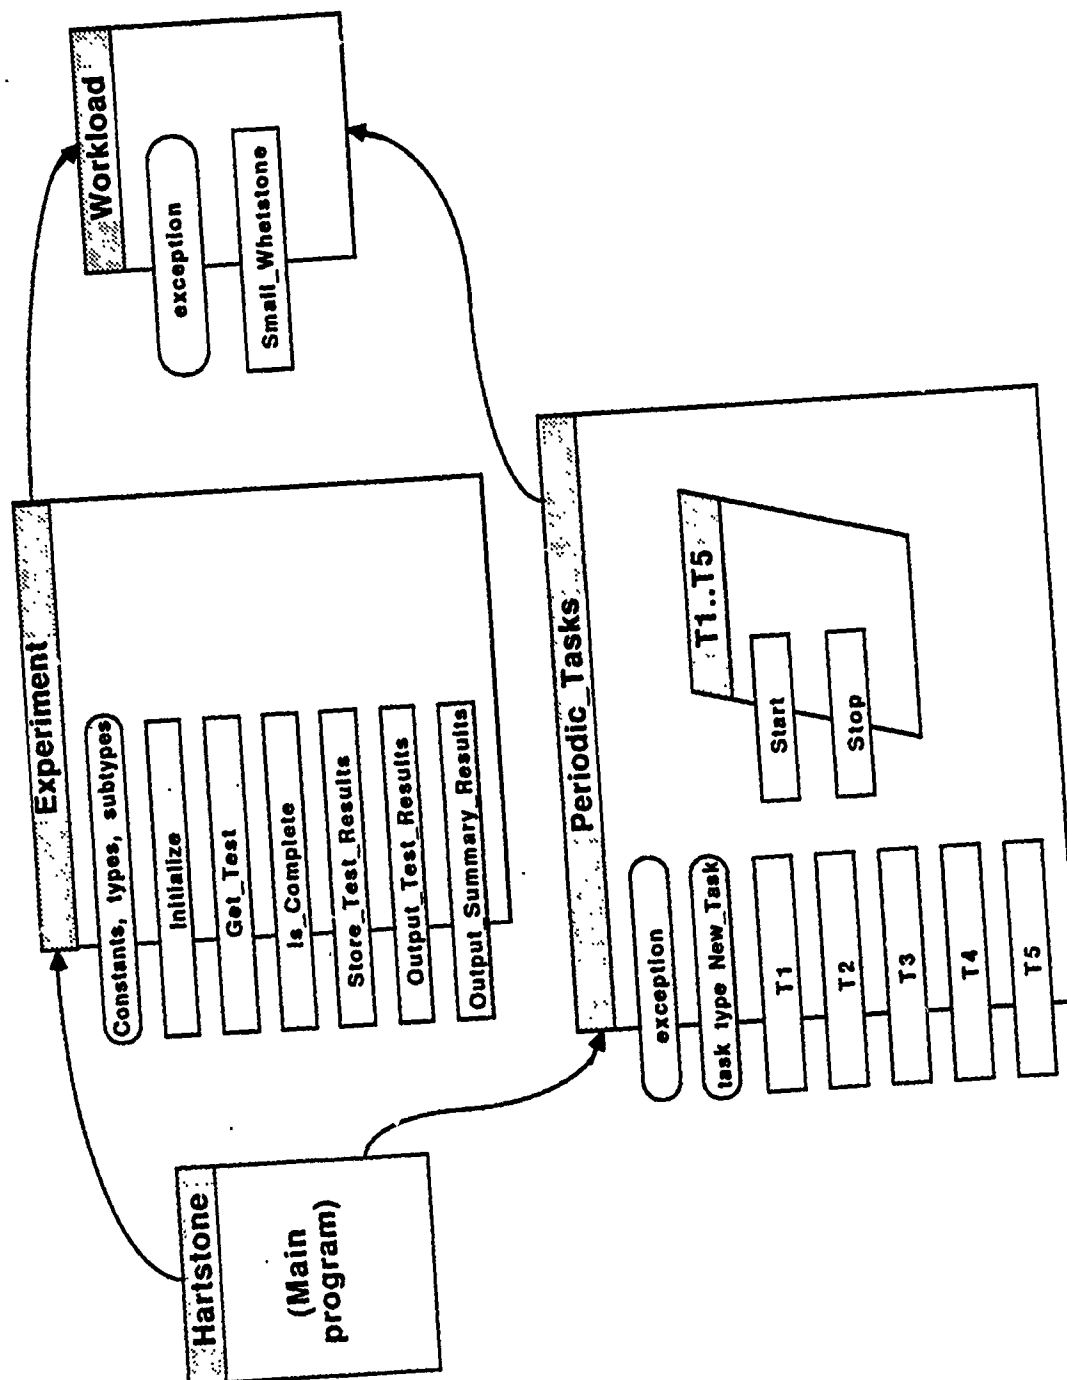 Hartstone
(Main
program)
Experiment
Constants, types, subtypes
Initialize
Get_Test
Is_Complete
Store_Test_Results
Output_Test_Results
Output_Summary_Results
Periodic_Tasks
exception
task type New_Task
T1
T2
T3
T4
T5
T1..T5
Start
Stop
Workload
exception
Small_Whetstone